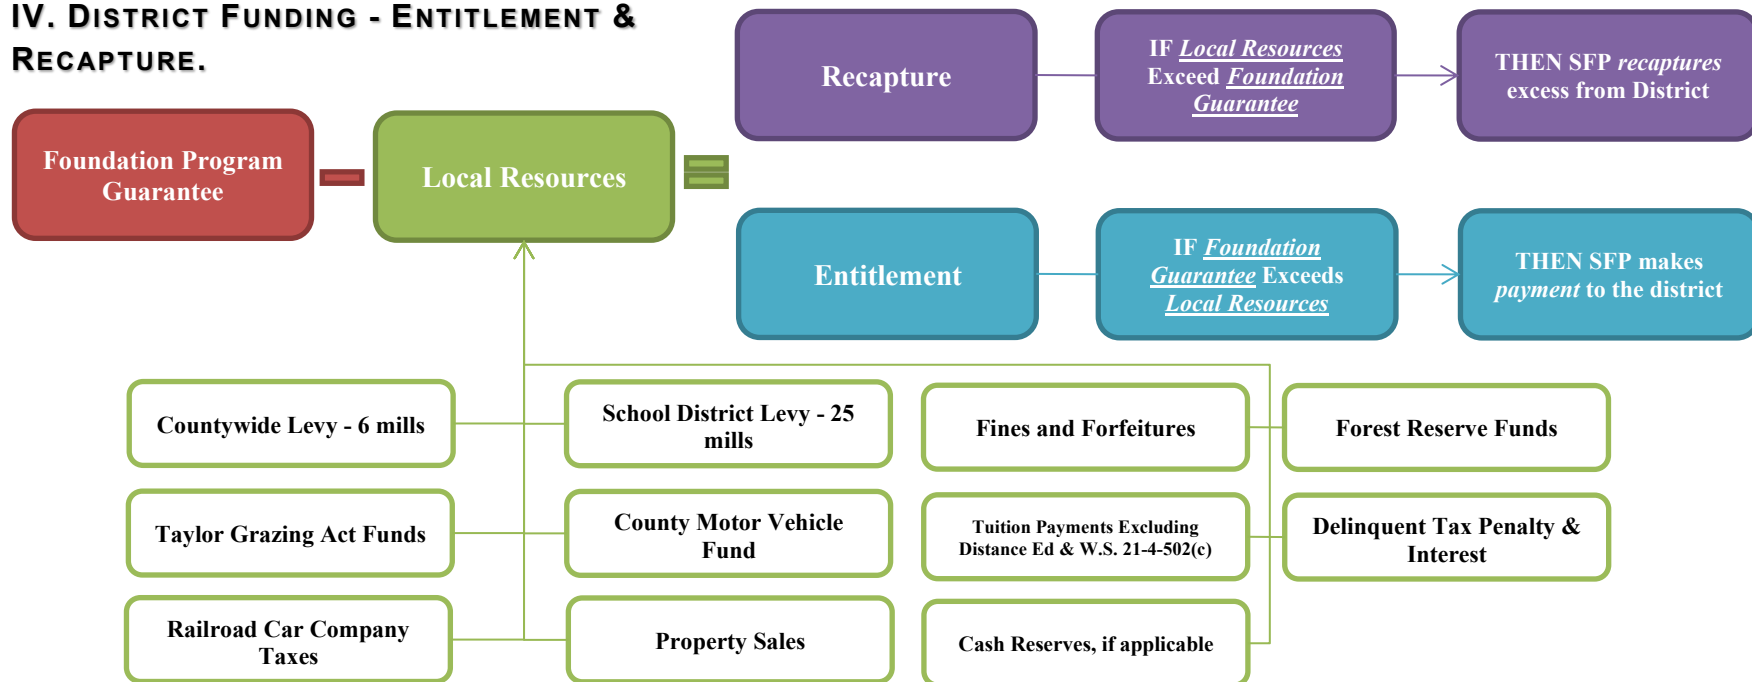 IV. DISTRICT FUNDING - ENTITLEMENT &
RECAPTURE.
Foundation Program
Guarantee
Local Resources
Recapture
IF Local Resources
Exceed Foundation
Guarantee
THEN SFP recaptures
excess from District
Entitlement
IF Foundation
Guarantee Exceeds
Local Resources
THEN SFP makes
payment to the district
Countywide Levy - 6 mills
School District Levy - 25
mills
Fines and Forfeitures
Forest Reserve Funds
Taylor Grazing Act Funds
County Motor Vehicle
Fund
Tuition Payments Excluding
Distance Ed & W.S. 21-4-502(c)
Delinquent Tax Penalty &
Interest
Railroad Car Company
Taxes
Property Sales
Cash Reserves, if applicable